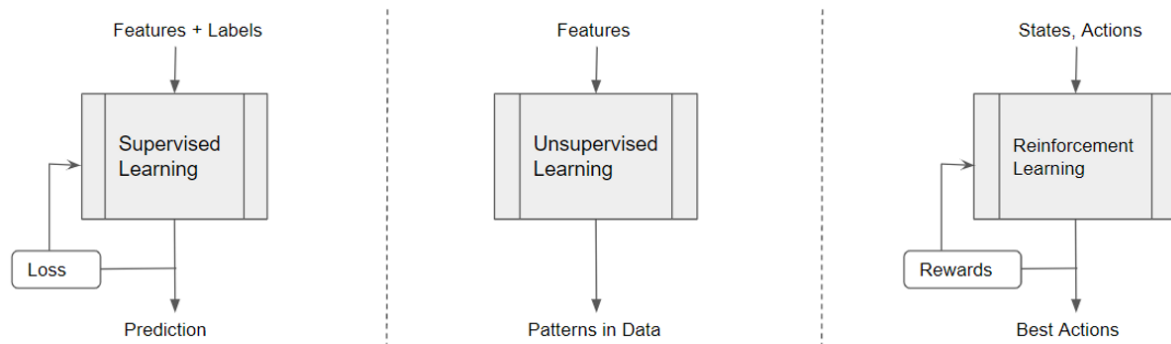 Features + Labels
Supervised
Learning
Loss
Prediction
Features
Unsupervised
Learning
Patterns in Data
States, Actions
Reinforcement
Learning
Rewards
Best Actions